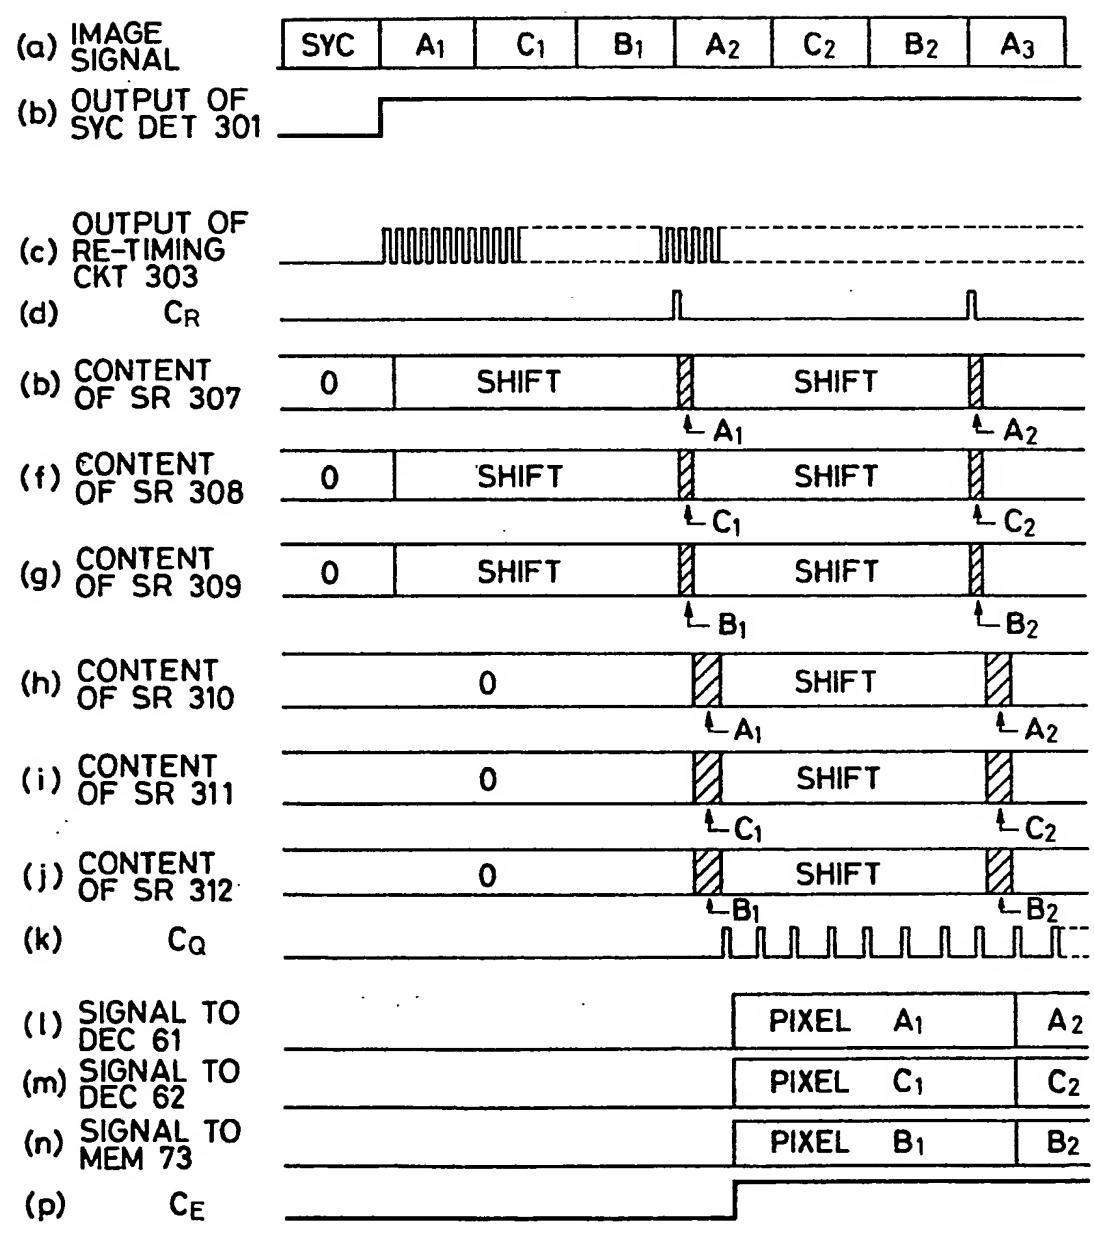 (a) IMAGE SIGNAL SYC A1 C1 B1 A2 C2 B2 A3
(b) OUTPUT OF SYC DET 301
(c) OUTPUT OF RE-TIMING CKT 303
(d) CR
(b) CONTENT OF SR 307 0 SHIFT SHIFT
A1 A2
(f) CONTENT OF SR 308 0 SHIFT SHIFT
C1 C2
(g) CONTENT OF SR 309 0 SHIFT SHIFT
B1 B2
(h) CONTENT OF SR 310 0 SHIFT
A1 A2
(i) CONTENT OF SR 311 0 SHIFT
C1 C2
(j) CONTENT OF SR 312 0 SHIFT
B1 B2
(k) CQ
(l) SIGNAL TO DEC 61 PIXEL A1 A2
(m) SIGNAL TO DEC 62 PIXEL C1 C2
(n) SIGNAL TO MEM 73 PIXEL B1 B2
(p) CE